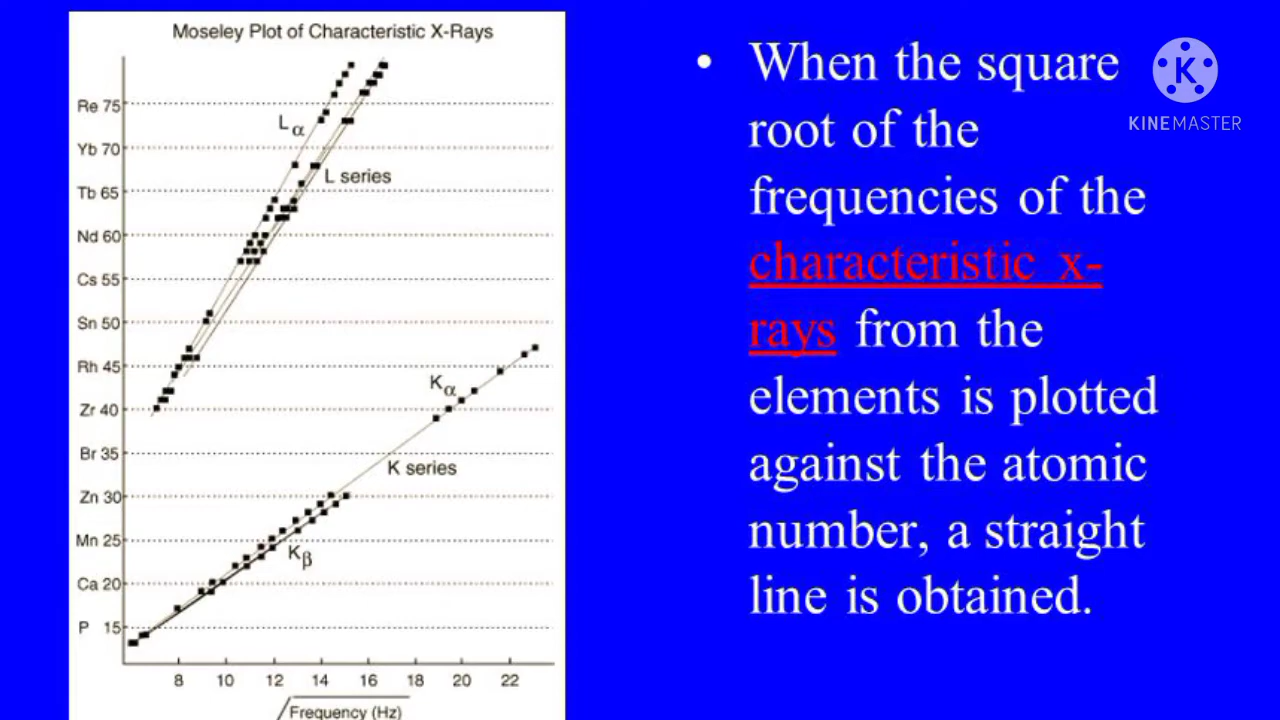 Moseley Plot of Characteristic X-Rays
Re 75
Yb 70
Tb 65
Nd 60
Cs 55
Sn 50
Rh 45
Zr 40
Br 35
Zn 30
Mn 25
Ca 20
P 15
Lα
L series
Kα
K series
Kβ
8 10 12 14 16 18 20 22
√Frequency (Hz)
• When the square
root of the
frequencies of the
characteristic x-
rays from the
elements is plotted
against the atomic
number, a straight
line is obtained.
K
KINEMASTER